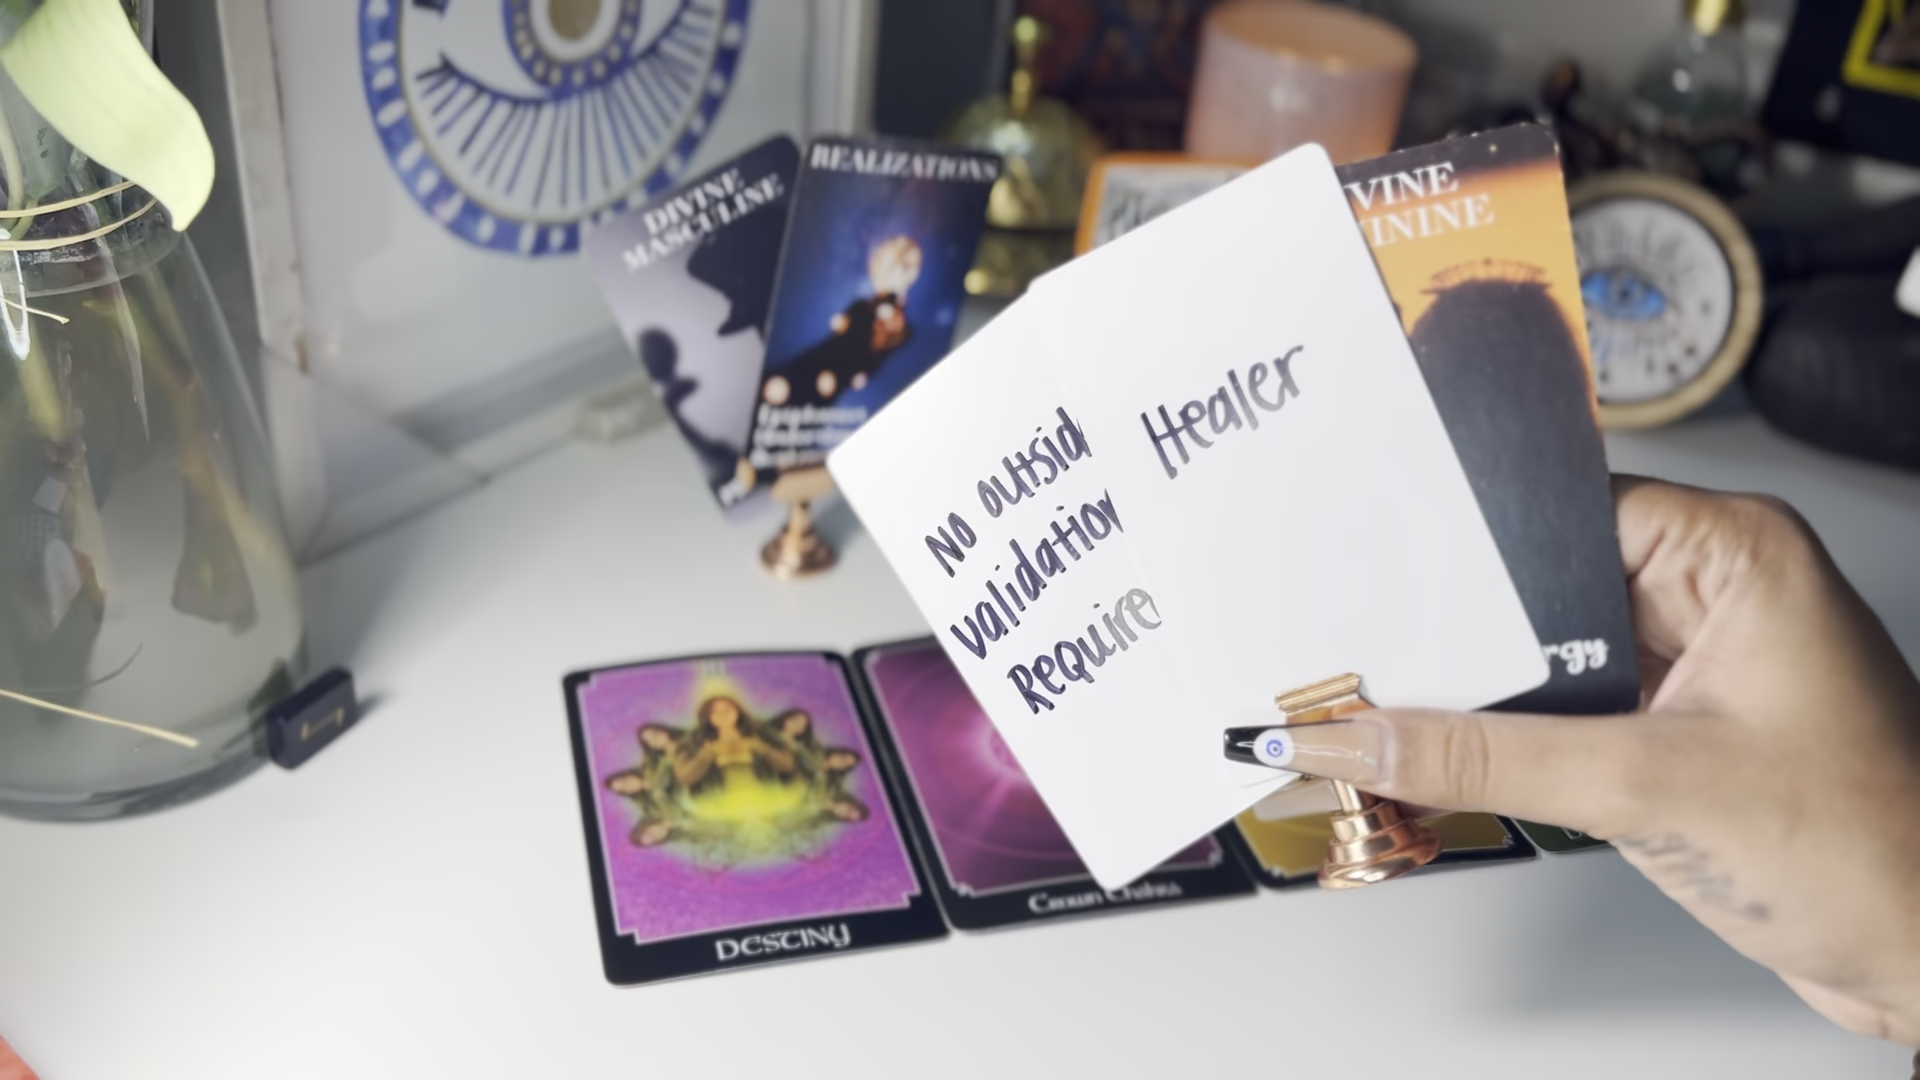 DIVINE
MASCULINE
REALIZATIONS
VINE
ININE
No outsid
validation
Require
Healer
rgy
DESTINY
Crown Chakra